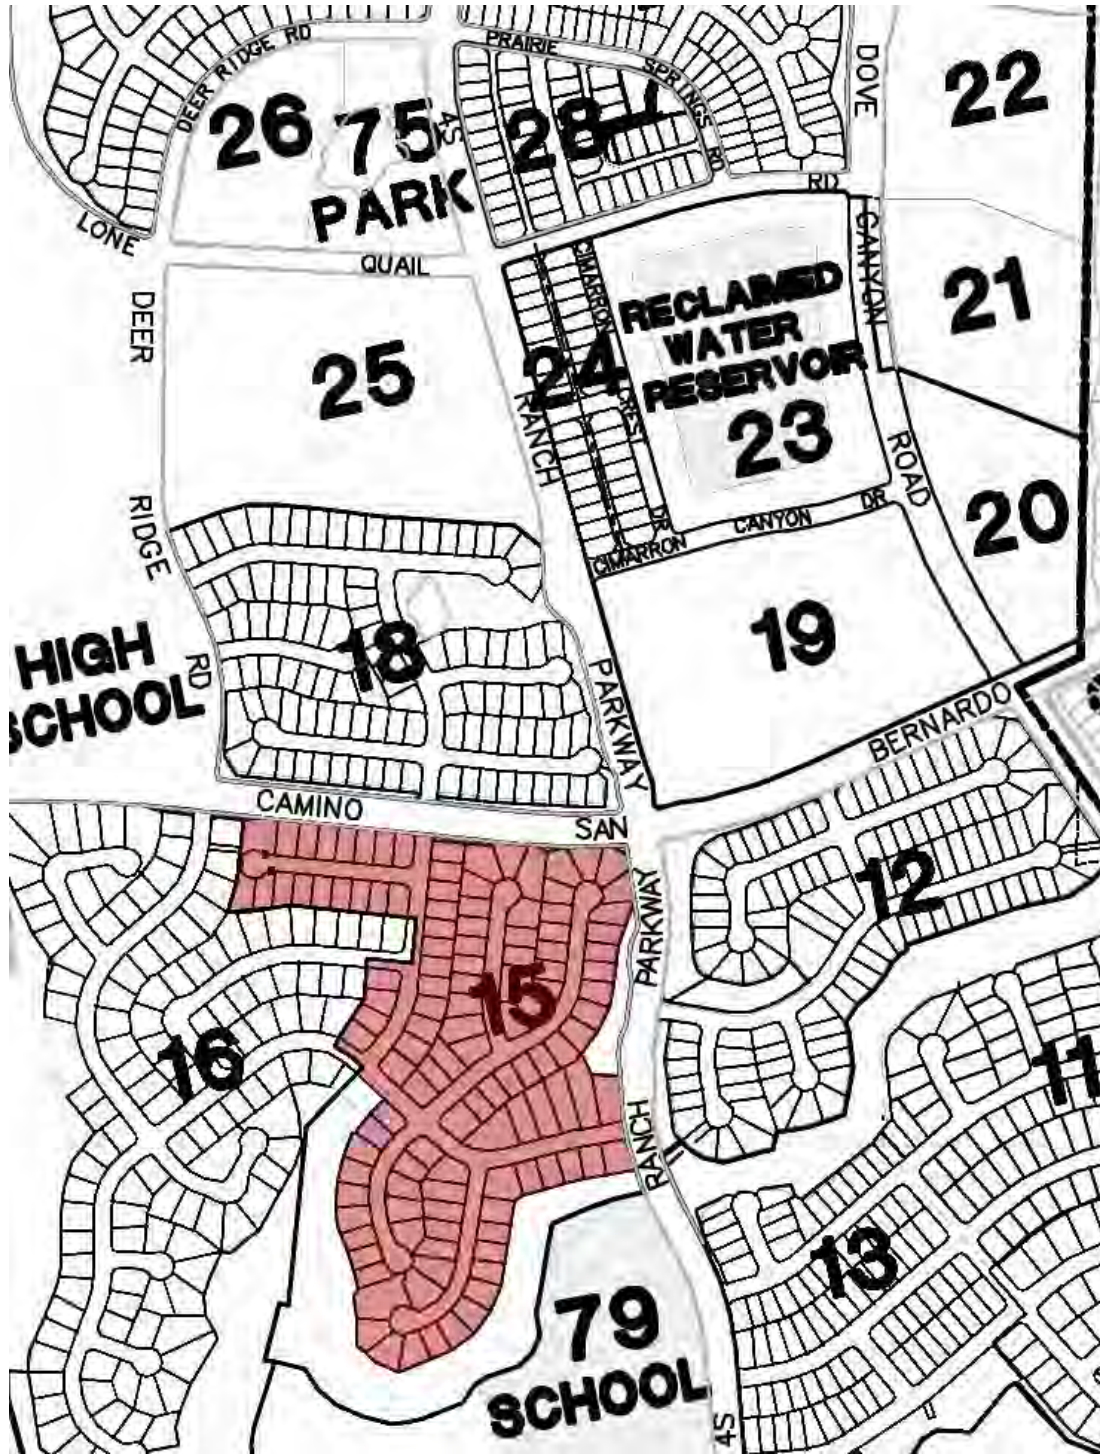 DEER RIDGE RD
PRAIRIE
SPRINGS
RD
DOVE
22
26
75
4S
28
PARK
RD
LONE
QUAIL
CANYON
CIMARRON
RECLAIMED
WATER
RESERVOIR
23
21
DEER
25
24
RANCH
CREST
ROAD
DR
20
RIDGE
CIMARRON
CANYON
DR
HIGH
SCHOOL
RD
18
19
PARKWAY
BERNARDO
CAMINO
SAN
12
PARKWAY
15
16
11
RANCH
13
79
SCHOOL
4S